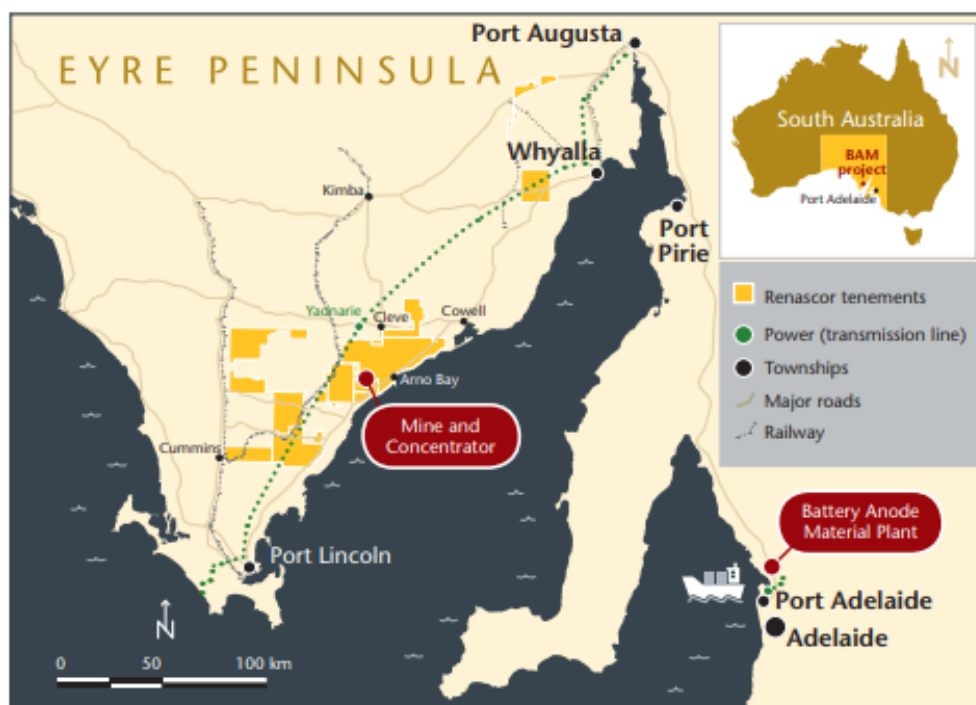 Port Augusta
EYRE PENINSULA
N
South Australia
BAM
project
Port Adelaide
Whyalla
Kimba
Port
Pirie
Renascor tenements
Yadnarie
Cleve
Cowell
Power (transmission line)
Townships
Arno Bay
Major roads
Mine and
Concentrator
Railway
Cummins
Battery Anode
Material Plant
Port Lincoln
Port Adelaide
N
Adelaide
0 50 100 km